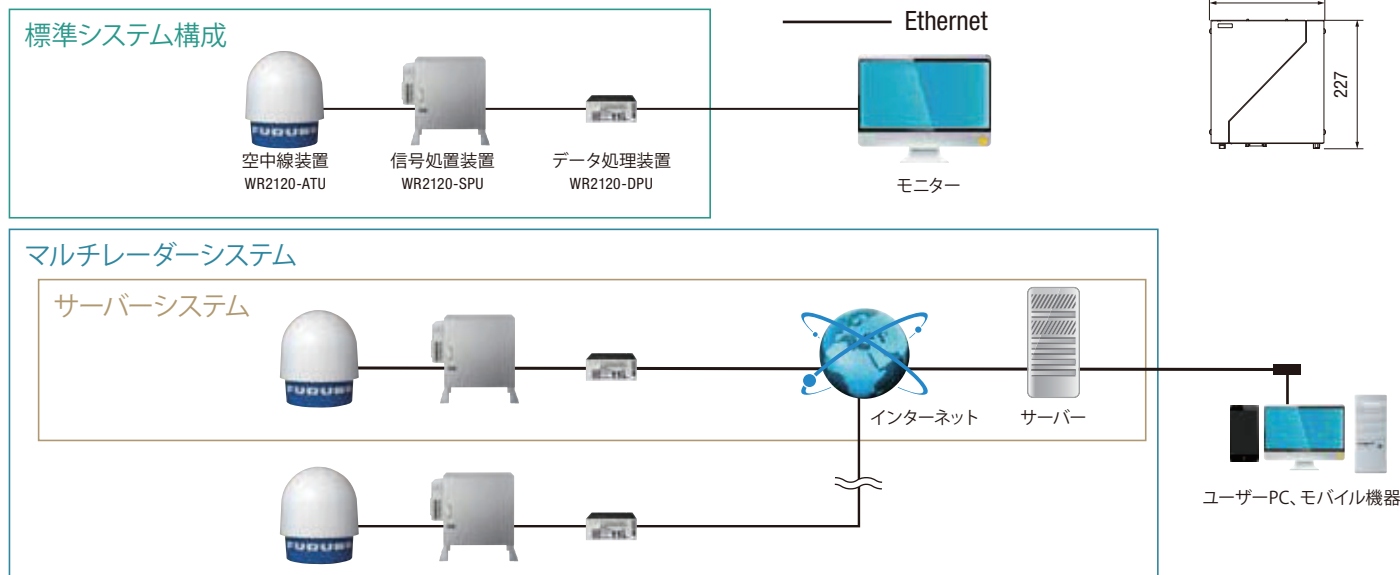 標準システム構成
Ethernet
227
FURUNO
空中線装置
WR2120-ATU
信号処置装置
WR2120-SPU
データ処理装置
WR2120-DPU
モニター
マルチレーダーシステム
サーバーシステム
FURUNO
インターネット
サーバー
FURUNO
ユーザーPC、モバイル機器